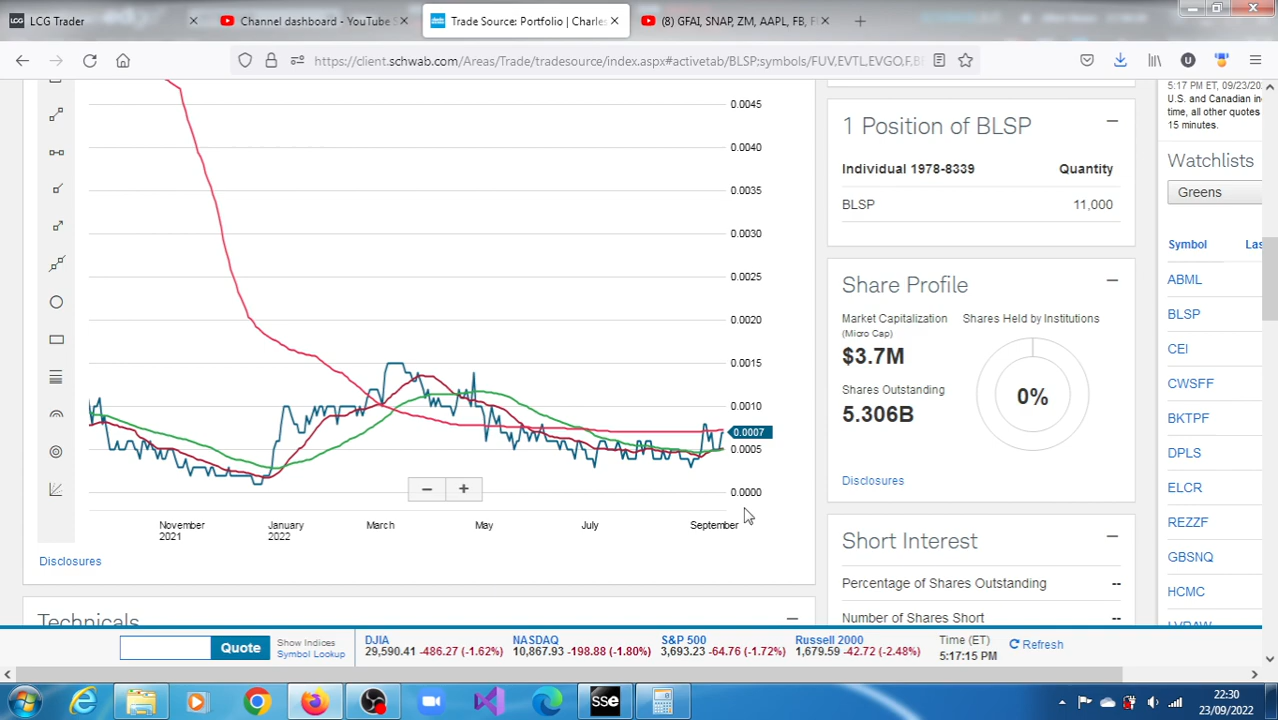 LCG Trader
Channel dashboard - YouTube S
Trade Source: Portfolio | Charles
(8) GFAI, SNAP, ZM, AAPL, FB, FU
https://client.schwab.com/Areas/Trade/tradesource/index.aspx#activetab/BLSP;symbols/FUV,EVTL,EVGO,F,BE
0.0045
0.0040
0.0035
0.0030
0.0025
0.0020
0.0015
0.0010
0.0007
0.0005
0.0000
November
2021
January
2022
March
May
July
September
Disclosures
Technicals
1 Position of BLSP
Individual 1978-8339 Quantity
BLSP 11,000
Share Profile
Market Capitalization
(Micro Cap)
$3.7M
Shares Outstanding
5.306B
Shares Held by Institutions
0%
Disclosures
Short Interest
Percentage of Shares Outstanding --
Number of Shares Short --
5:17 PM ET, 09/23/20
U.S. and Canadian in
time, all other quotes
15 minutes.
Watchlists
Greens
Symbol Las
ABML
BLSP
CEI
CWSFF
BKTPF
DPLS
ELCR
REZZF
GBSNQ
HCMC
LVRAW
Quote
Show Indices
Symbol Lookup
DJIA
29,590.41 -486.27 (-1.62%)
NASDAQ
10,867.93 -198.88 (-1.80%)
S&P 500
3,693.23 -64.76 (-1.72%)
Russell 2000
1,679.59 -42.72 (-2.48%)
Time (ET)
5:17:15 PM
Refresh
SSE
22:30
23/09/2022